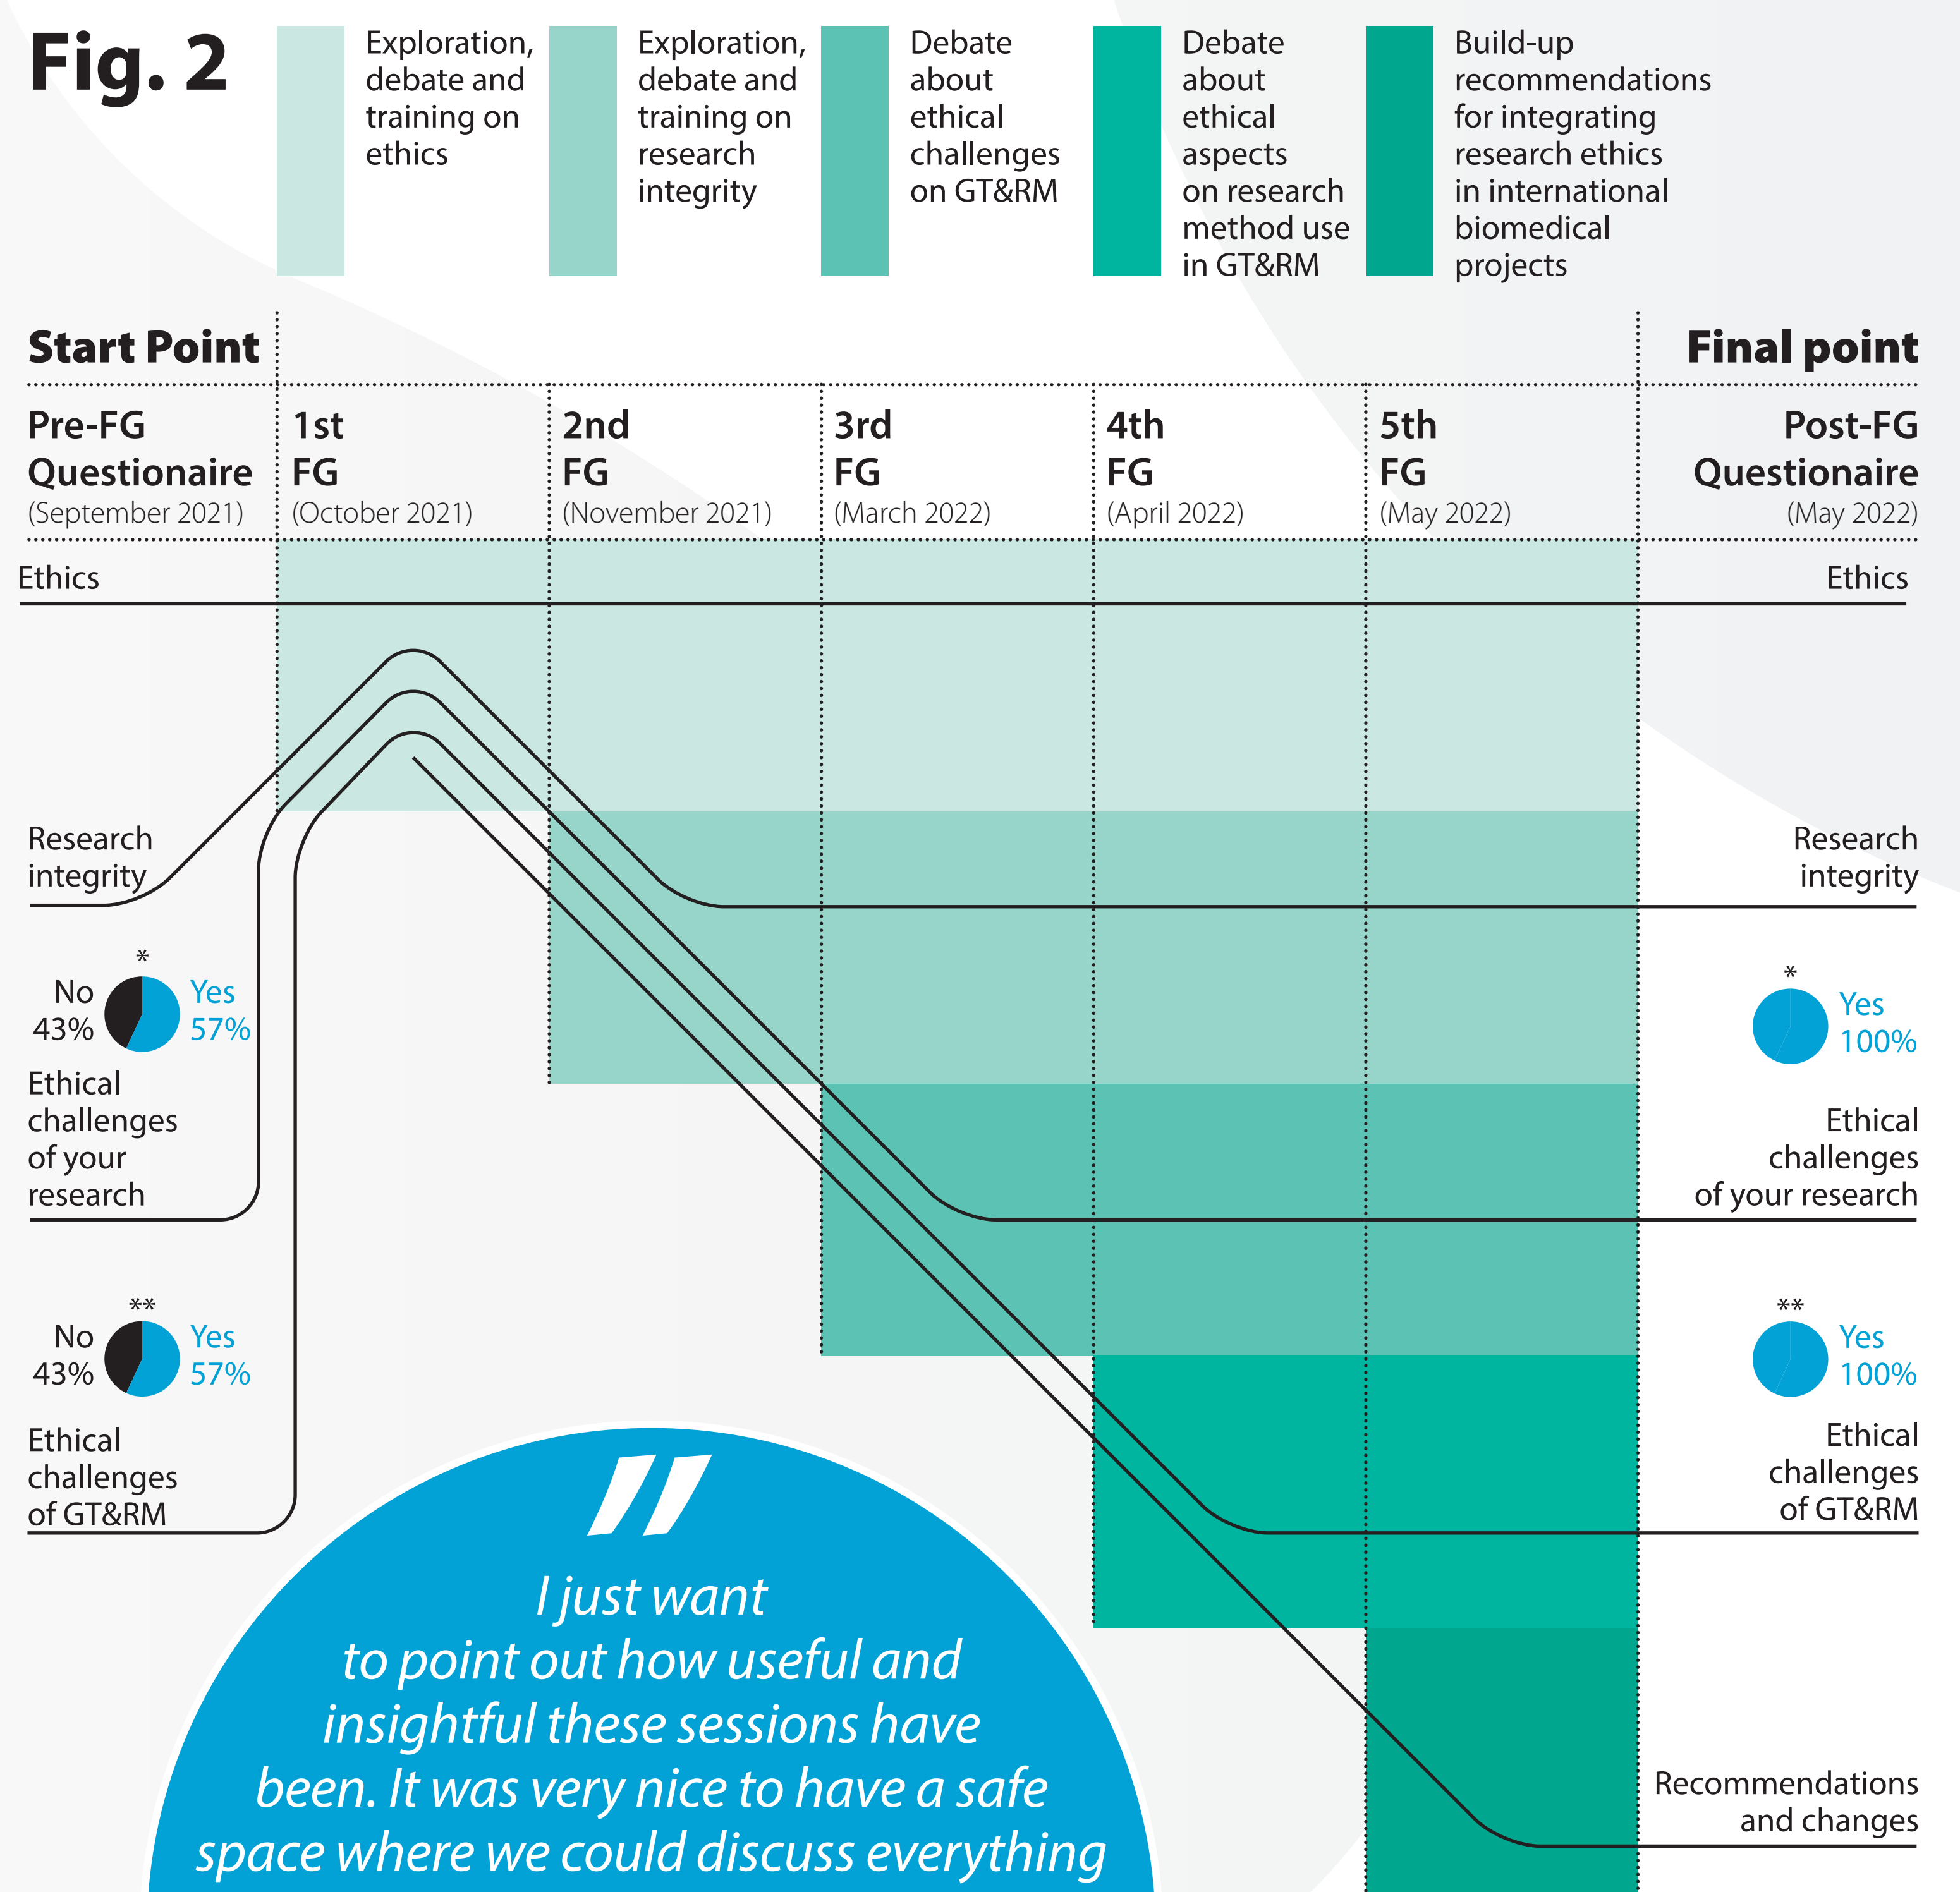 Fig. 2
Exploration,
debate and
training on
ethics
Exploration,
debate and
training on
research
integrity
Debate
about
ethical
challenges
on GT&RM
Debate
about
ethical
aspects
on research
method use
in GT&RM
Build-up
recommendations
for integrating
research ethics
in international
biomedical
projects
Start Point
Final point
Pre-FG
Questionaire
(September 2021)
1st
FG
(October 2021)
2nd
FG
(November 2021)
3rd
FG
(March 2022)
4th
FG
(April 2022)
5th
FG
(May 2022)
Post-FG
Questionaire
(May 2022)
Ethics
Ethics
Research
integrity
Research
integrity
*
No
43%
Yes
57%
*
Yes
100%
Ethical
challenges
of your
research
Ethical
challenges
of your research
**
No
43%
Yes
57%
**
Yes
100%
Ethical
challenges
of GT&RM
Ethical
challenges
of GT&RM
"
I just want
to point out how useful and
insightful these sessions have
been. It was very nice to have a safe
space where we could discuss everything
Recommendations
and changes